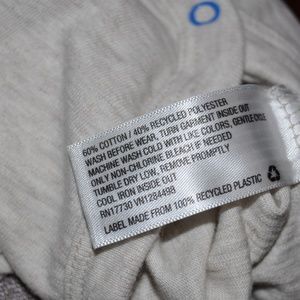 60% COTTON / 40% RECYCLED POLYESTER
WASH BEFORE WEAR, TURN GARMENT INSIDE OUT
MACHINE WASH COLD WITH LIKE COLORS, GENTLE CYCLE
ONLY NON-CHLORINE BLEACH IF NEEDED
TUMBLE DRY LOW, REMOVE PROMPTLY
COOL IRON INSIDE OUT
RN17730 VN1284498
LABEL MADE FROM 100% RECYCLED PLASTIC